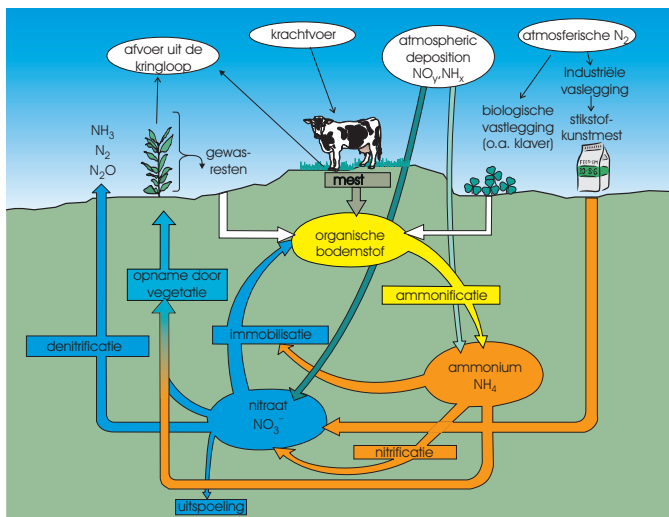 krachtvoer
afvoer uit de
kringloop
atmospheric
deposition
NOy,NHx
atmosferische N2
Industriële
vaslegging
stikstof-
kunstmest
biologische
vastlegging
(o.a. klaver)
NH3
N2
N2O
gewas-
resten
mest
organische
bodemstof
opname door
vegetatie
ammonificatie
denitrificatie
immobilisatie
ammonium
NH4
nitraat
NO3-
nitrificatie
uitspoeling